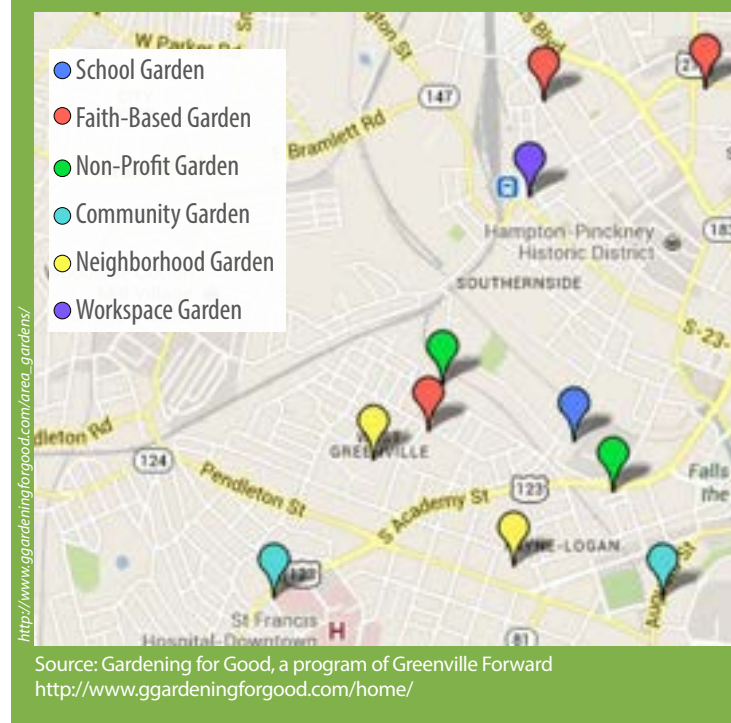 W Parker Rd
School Garden
Faith-Based Garden
Non-Profit Garden
Community Garden
Neighborhood Garden
Workspace Garden
147
Bramlett Rd
Hampton-Pinckney
Historic District
SOUTHERNSIDE
S-23-
GREENVILLE
124
Pendleton St
S Academy St
123
Falls
the
St Francis
Hospital-Downtown
H
81
http://www.ggardeningforgood.com/area_gardens/
Source: Gardening for Good, a program of Greenville Forward
http://www.ggardeningforgood.com/home/